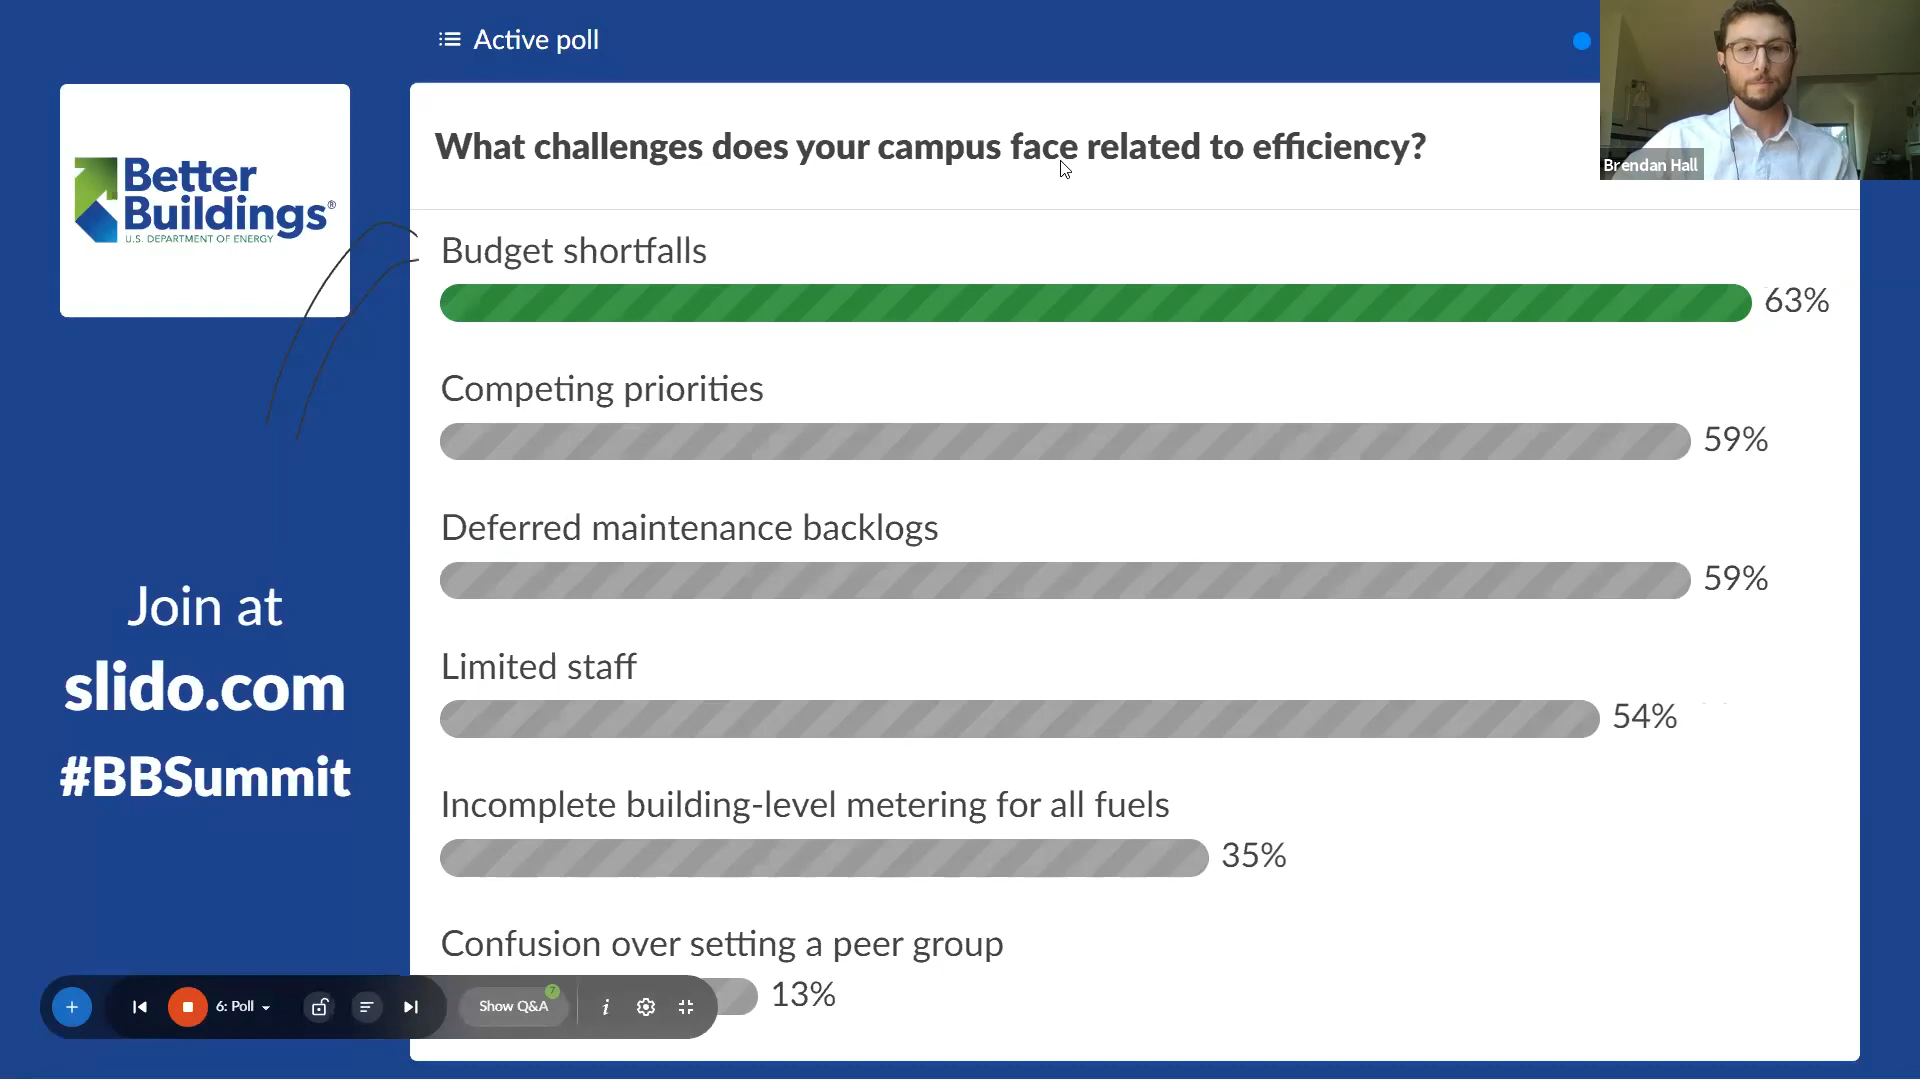 Active poll
Better
Buildings®
U.S. DEPARTMENT OF ENERGY
Join at
slido.com
#BBSummit
What challenges does your campus face related to efficiency?
Brendan Hall
Budget shortfalls
63%
Competing priorities
59%
Deferred maintenance backlogs
59%
Limited staff
54%
Incomplete building-level metering for all fuels
35%
Confusion over setting a peer group
13%
6: Poll
Show Q&A
7
i